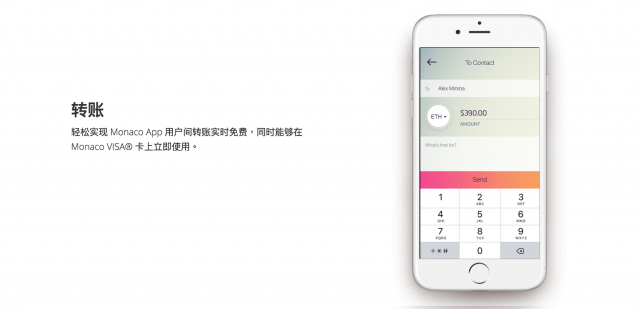 转账
轻松实现 Monaco App 用户间转账实时免费，同时能够在
Monaco VISA® 卡上立即使用。
To Contact
To Alex Minioa
ETH
$390.00
AMOUNT
What's that for?
Send
1 2 3
ABC DEF
4 5 6
GHI JKL MNO
7 8 9
PQRS TUV WXYZ
+ * # 0